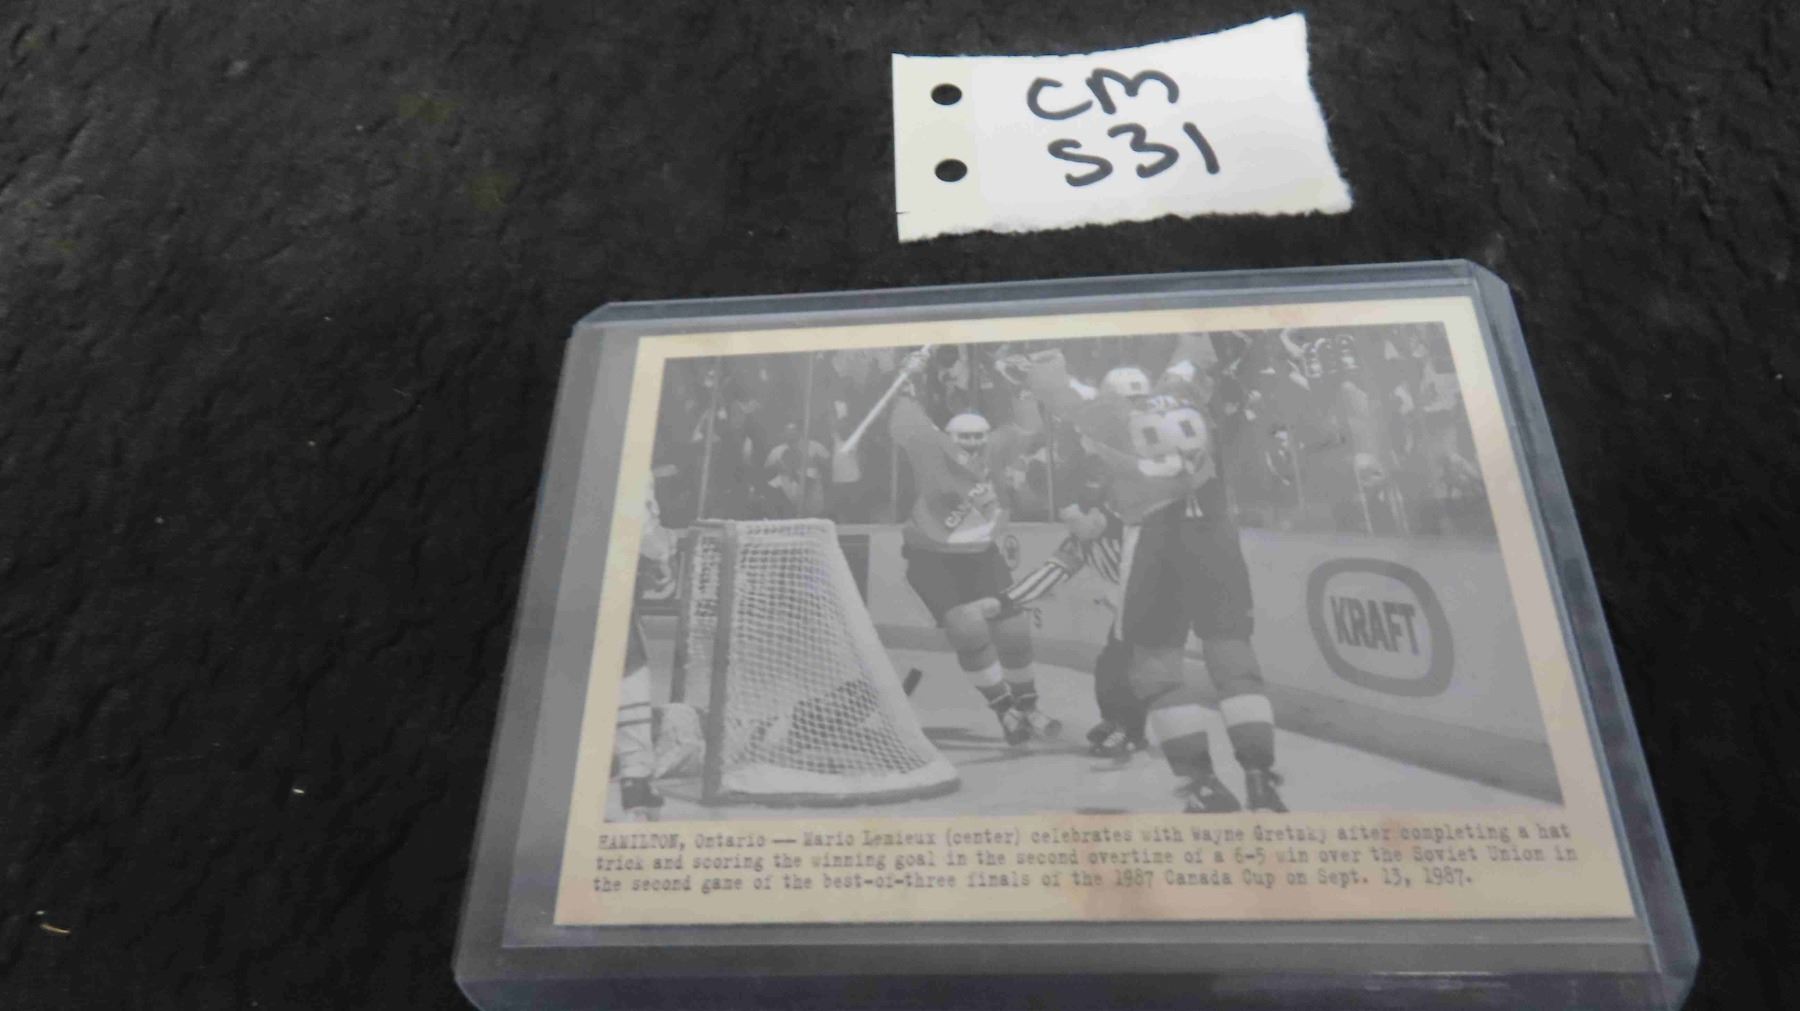 CM
S31
CANADA
99
KRAFT
HAMILTON, Ontario — Mario Lemieux (center) celebrates with Wayne Gretzky after completing a hat
trick and scoring the winning goal in the second overtime of a 6-5 win over the Soviet Union in
the second game of the best-of-three finals of the 1987 Canada Cup on Sept. 13, 1987.